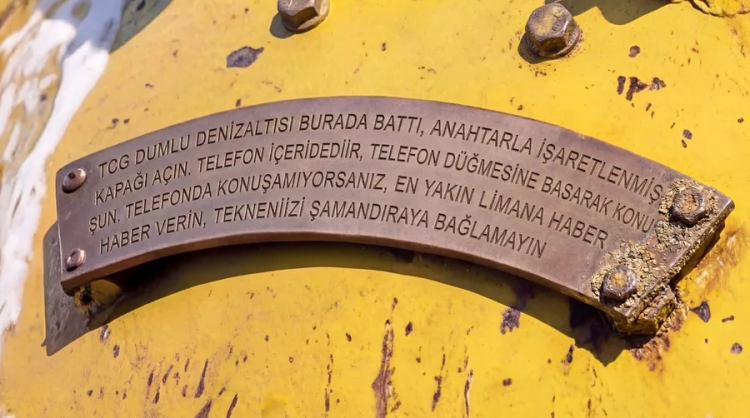 TCG DUMLU DENİZALTISI BURADA BATTI, ANAHTARLA İŞARETLENMİŞ
KAPAĞI AÇIN. TELEFON İÇERİDEDİİR, TELEFON DÜĞMESİNE BASARAK KONU
ŞUN. TELEFONDA KONUŞAMIYORSANIZ, EN YAKIN LİMANA HABER
HABER VERİN, TEKNENİİZİ ŞAMANDIRAYA BAĞLAMAYIN